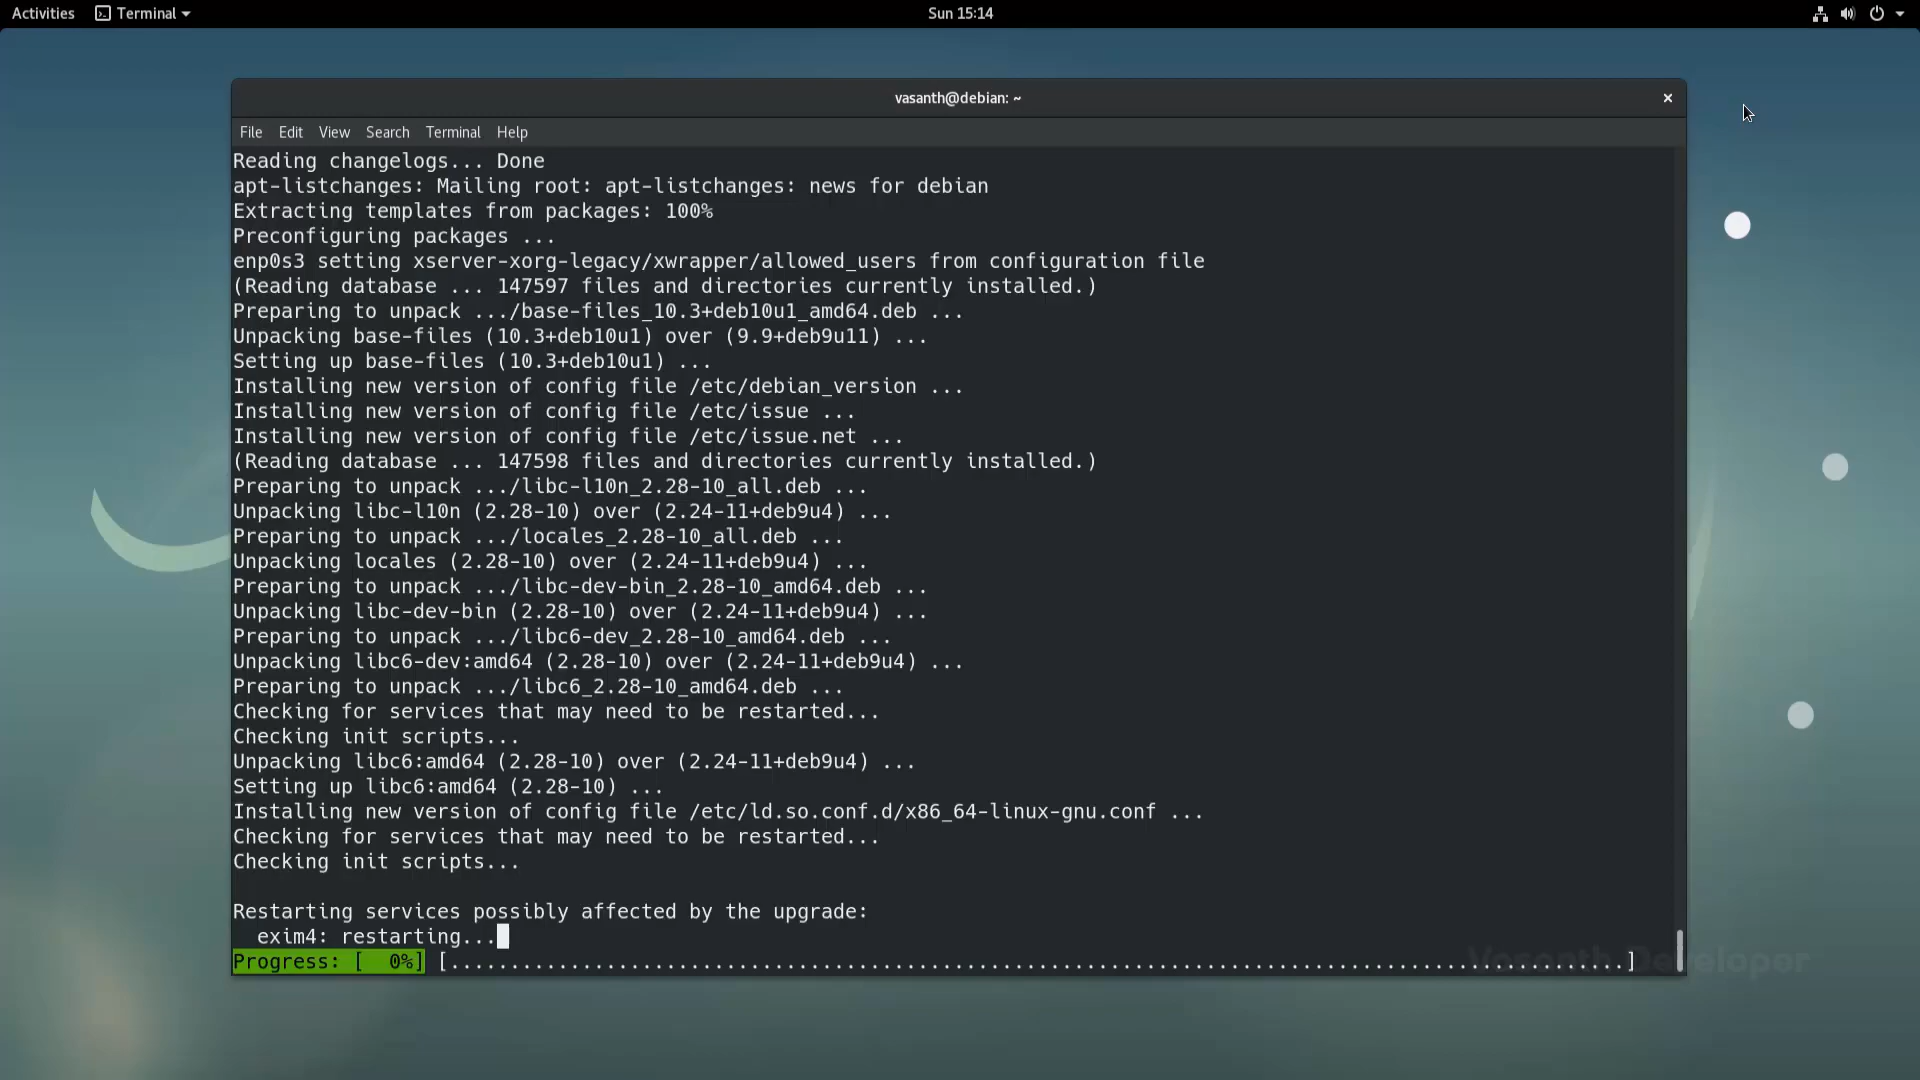 Activities Terminal Sun 15:14
vasanth@debian: ~
File Edit View Search Terminal Help
Reading changelogs... Done
apt-listchanges: Mailing root: apt-listchanges: news for debian
Extracting templates from packages: 100%
Preconfiguring packages ...
enp0s3 setting xserver-xorg-legacy/xwrapper/allowed_users from configuration file
(Reading database ... 147597 files and directories currently installed.)
Preparing to unpack .../base-files_10.3+deb10u1_amd64.deb ...
Unpacking base-files (10.3+deb10u1) over (9.9+deb9u11) ...
Setting up base-files (10.3+deb10u1) ...
Installing new version of config file /etc/debian_version ...
Installing new version of config file /etc/issue ...
Installing new version of config file /etc/issue.net ...
(Reading database ... 147598 files and directories currently installed.)
Preparing to unpack .../libc-l10n_2.28-10_all.deb ...
Unpacking libc-l10n (2.28-10) over (2.24-11+deb9u4) ...
Preparing to unpack .../locales_2.28-10_all.deb ...
Unpacking locales (2.28-10) over (2.24-11+deb9u4) ...
Preparing to unpack .../libc-dev-bin_2.28-10_amd64.deb ...
Unpacking libc-dev-bin (2.28-10) over (2.24-11+deb9u4) ...
Preparing to unpack .../libc6-dev_2.28-10_amd64.deb ...
Unpacking libc6-dev:amd64 (2.28-10) over (2.24-11+deb9u4) ...
Preparing to unpack .../libc6_2.28-10_amd64.deb ...
Checking for services that may need to be restarted...
Checking init scripts...
Unpacking libc6:amd64 (2.28-10) over (2.24-11+deb9u4) ...
Setting up libc6:amd64 (2.28-10) ...
Installing new version of config file /etc/ld.so.conf.d/x86_64-linux-gnu.conf ...
Checking for services that may need to be restarted...
Checking init scripts...
Restarting services possibly affected by the upgrade:
exim4: restarting...
Progress: [  0%] [..................................................................................................]
Vasanth Developer